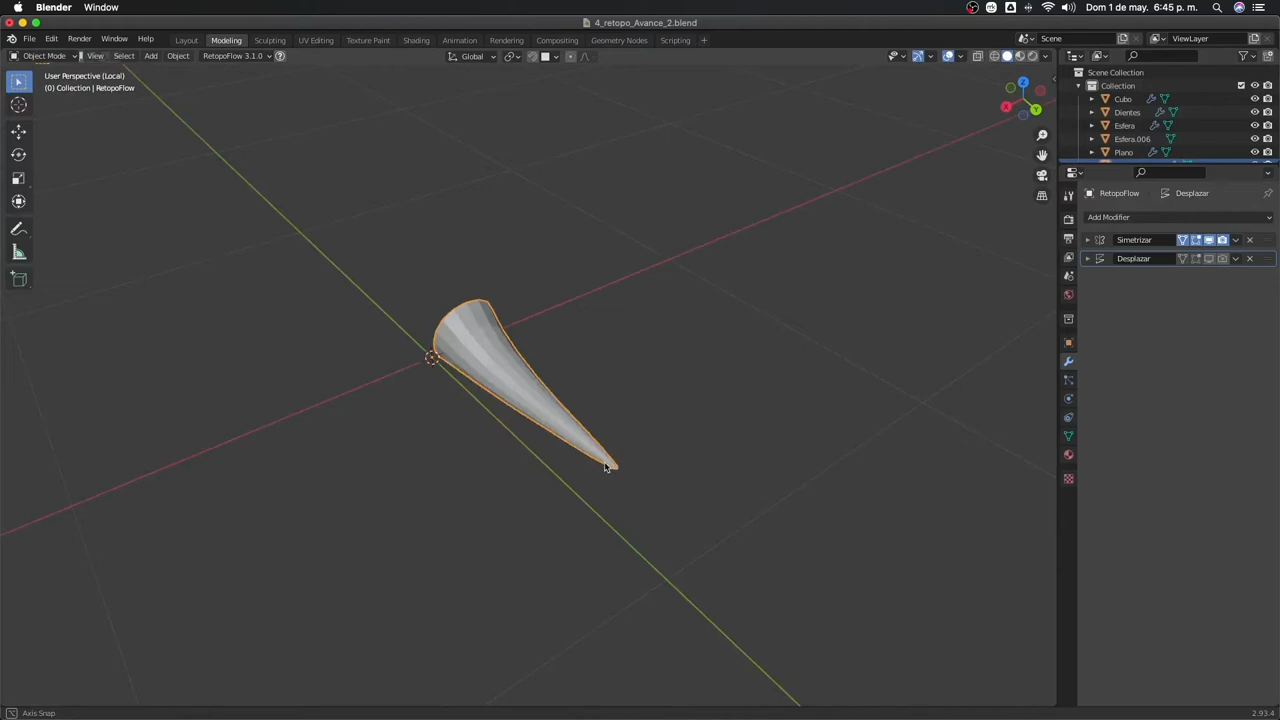 Blender Window
Dom 1 de may. 6:45 p. m.
4_retopo_Avance_2.blend
File Edit Render Window Help
Layout Modeling Sculpting UV Editing Texture Paint Shading Animation Rendering Compositing Geometry Nodes Scripting
Scene ViewLayer
Object Mode View Select Add Object RetopoFlow 3.1.0
Global
User Perspective (Local)
(0) Collection | RetopoFlow
X
Y
Z
Scene Collection
Collection
Cubo
Dientes
Esfera
Esfera.006
Plano
RetopoFlow Desplazar
Add Modifier
Simetrizar
Desplazar
Axis Snap
2.93.4